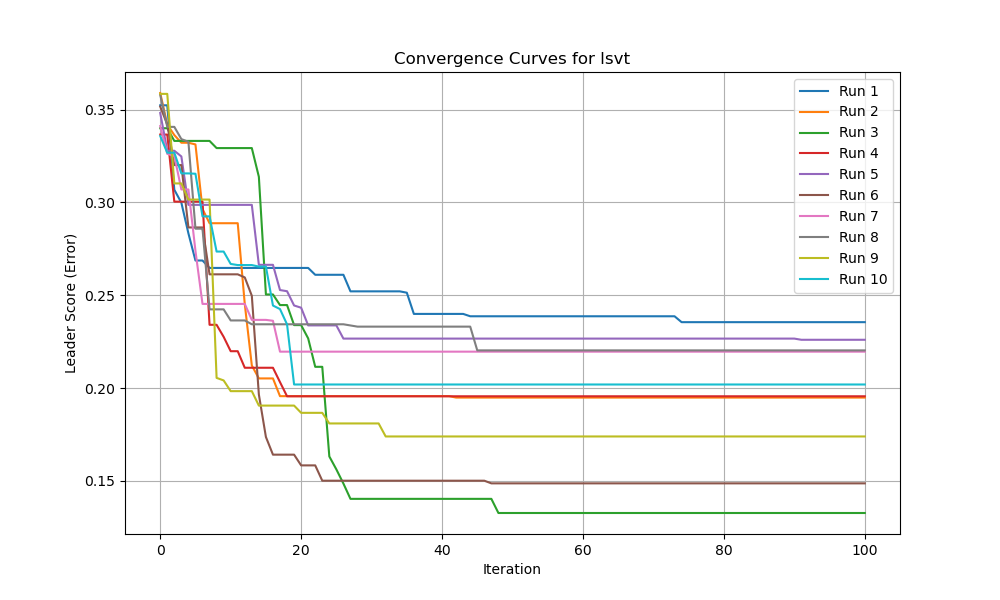 Convergence Curves for lsvt
Leader Score (Error)
0.35
0.30
0.25
0.20
0.15
0
20
40
60
80
100
Iteration
Run 1
Run 2
Run 3
Run 4
Run 5
Run 6
Run 7
Run 8
Run 9
Run 10